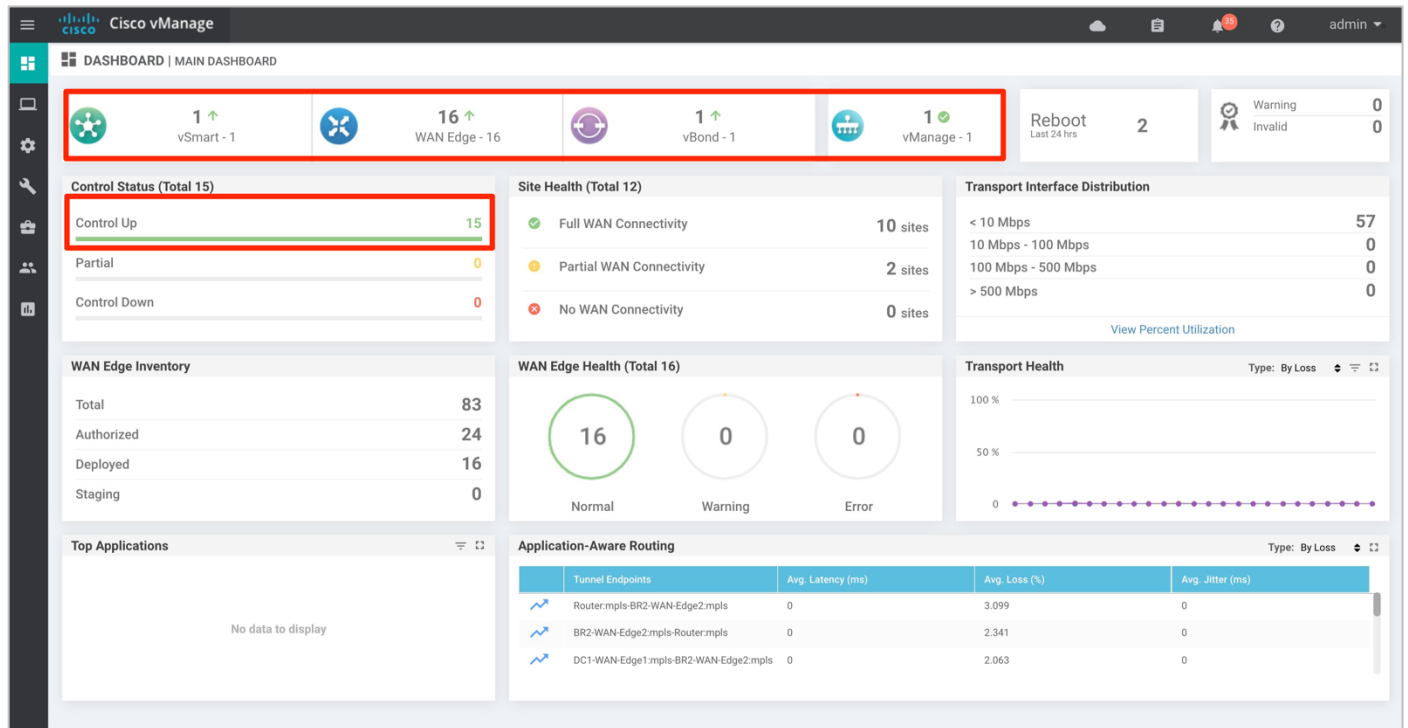 CISCO Cisco vManage 35 admin
DASHBOARD | MAIN DASHBOARD
1 vSmart - 1
16 WAN Edge - 16
1 vBond - 1
1 vManage - 1
Reboot Last 24 hrs 2
Warning 0
Invalid 0
Control Status (Total 15)
Control Up 15
Partial 0
Control Down 0
Site Health (Total 12)
Full WAN Connectivity 10 sites
Partial WAN Connectivity 2 sites
No WAN Connectivity 0 sites
Transport Interface Distribution
< 10 Mbps 57
10 Mbps - 100 Mbps 0
100 Mbps - 500 Mbps 0
> 500 Mbps 0
View Percent Utilization
WAN Edge Inventory
Total 83
Authorized 24
Deployed 16
Staging 0
WAN Edge Health (Total 16)
16 0 0
Normal Warning Error
Transport Health Type: By Loss
100 %
50 %
0
Top Applications
No data to display
Application-Aware Routing Type: By Loss
Tunnel Endpoints Avg. Latency (ms) Avg. Loss (%) Avg. Jitter (ms)
Router:mpls-BR2-WAN-Edge2:mpls 0 3.099 0
BR2-WAN-Edge2:mpls-Router:mpls 0 2.341 0
DC1-WAN-Edge1:mpls-BR2-WAN-Edge2:mpls 0 2.063 0